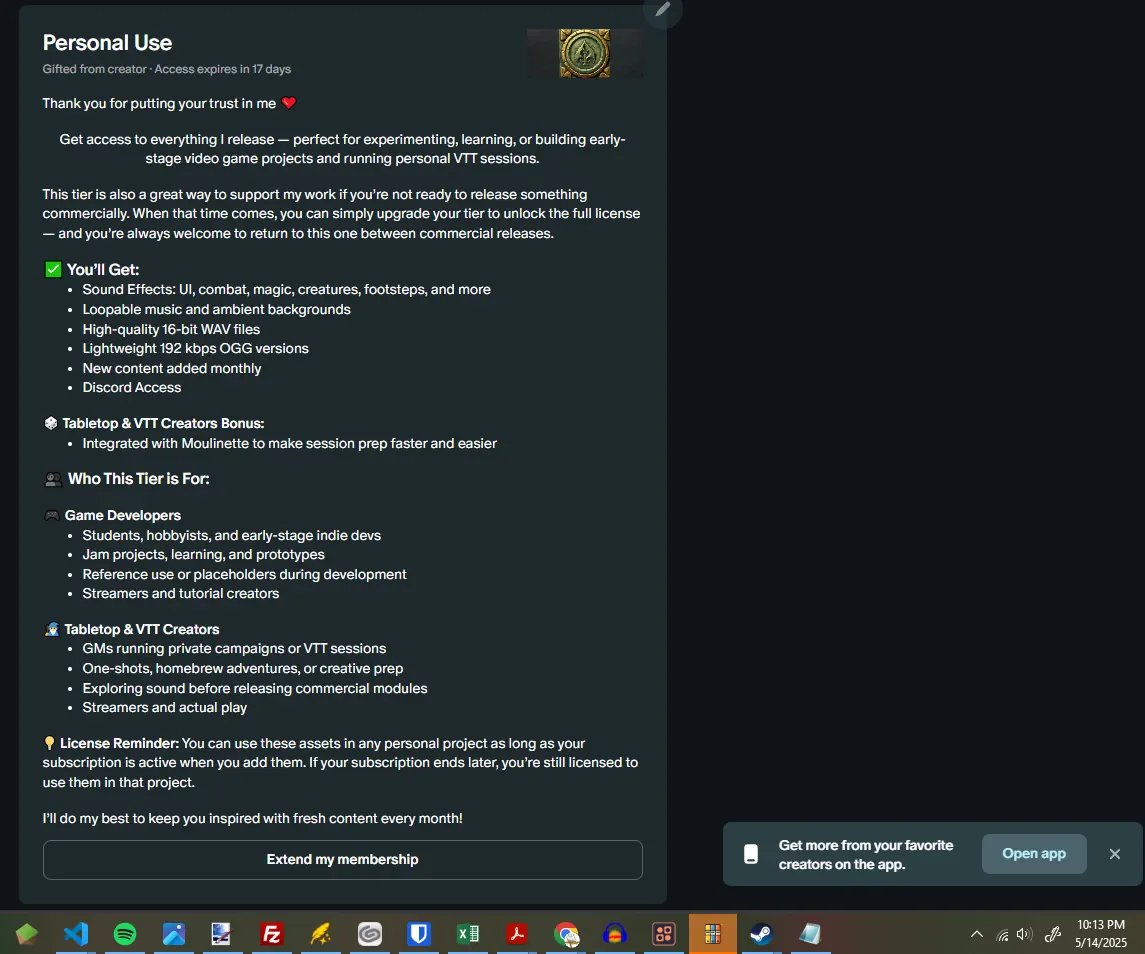 Personal Use
Gifted from creator · Access expires in 17 days
Thank you for putting your trust in me ❤️
Get access to everything I release — perfect for experimenting, learning, or building early-
stage video game projects and running personal VTT sessions.
This tier is also a great way to support my work if you're not ready to release something
commercially. When that time comes, you can simply upgrade your tier to unlock the full license
— and you're always welcome to return to this one between commercial releases.
✅ You'll Get:
• Sound Effects: UI, combat, magic, creatures, footsteps, and more
• Loopable music and ambient backgrounds
• High-quality 16-bit WAV files
• Lightweight 192 kbps OGG versions
• New content added monthly
• Discord Access
🎲 Tabletop & VTT Creators Bonus:
• Integrated with Moulinette to make session prep faster and easier
👥 Who This Tier is For:
🎮 Game Developers
• Students, hobbyists, and early-stage indie devs
• Jam projects, learning, and prototypes
• Reference use or placeholders during development
• Streamers and tutorial creators
🧙‍♂️ Tabletop & VTT Creators
• GMs running private campaigns or VTT sessions
• One-shots, homebrew adventures, or creative prep
• Exploring sound before releasing commercial modules
• Streamers and actual play
💡 License Reminder: You can use these assets in any personal project as long as your
subscription is active when you add them. If your subscription ends later, you're still licensed to
use them in that project.
I'll do my best to keep you inspired with fresh content every month!
Extend my membership
Get more from your favorite
creators on the app.
Open app
10:13 PM
5/14/2025